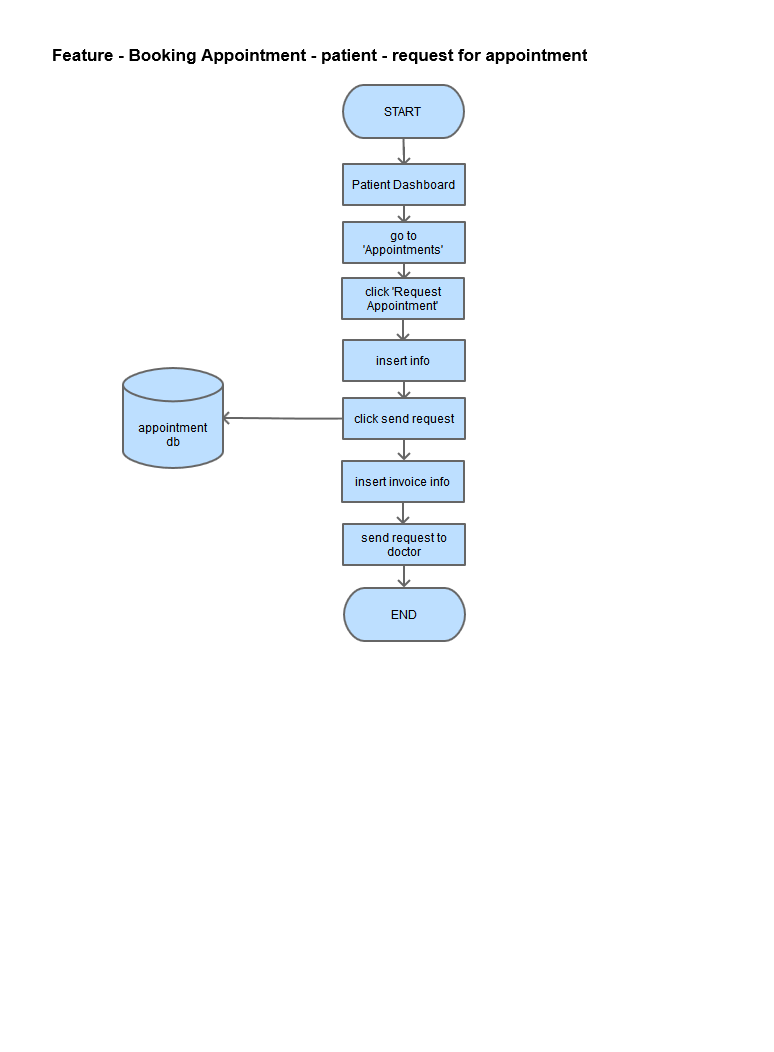 Feature - Booking Appointment - patient - request for appointment
START
Patient Dashboard
go to
'Appointments'
click 'Request
Appointment'
insert info
click send request
appointment
db
insert invoice info
send request to
doctor
END